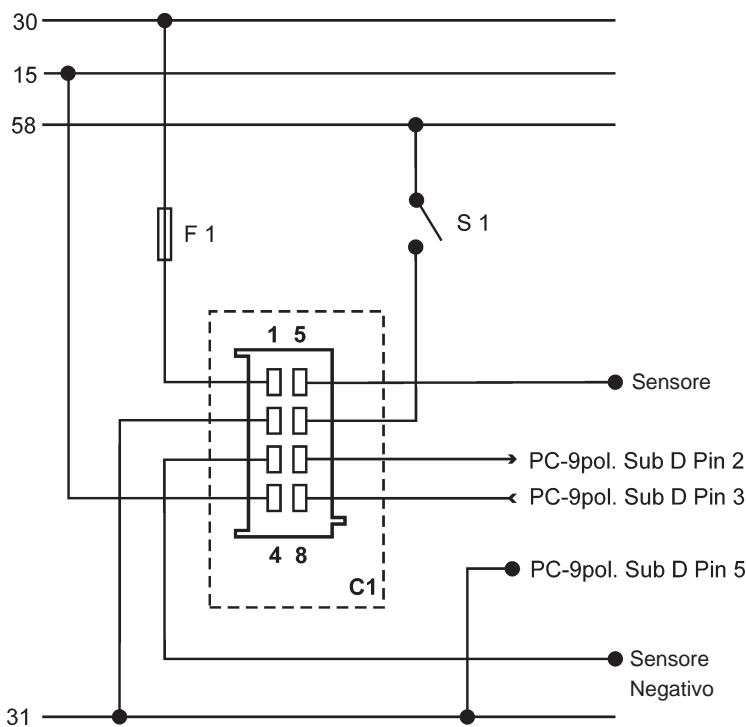 30
15
58
F 1
S 1
1 5
Sensore
PC-9pol. Sub D Pin 2
PC-9pol. Sub D Pin 3
4 8
C1
PC-9pol. Sub D Pin 5
Sensore
Negativo
31